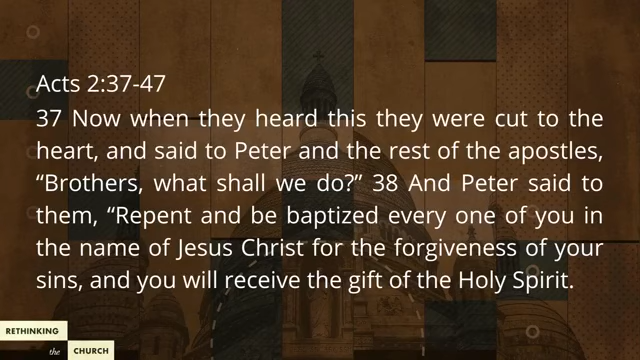 Acts 2:37-47
37 Now when they heard this they were cut to the
heart, and said to Peter and the rest of the apostles,
“Brothers, what shall we do?” 38 And Peter said to
them, “Repent and be baptized every one of you in
the name of Jesus Christ for the forgiveness of your
sins, and you will receive the gift of the Holy Spirit.
RETHINKING
the CHURCH